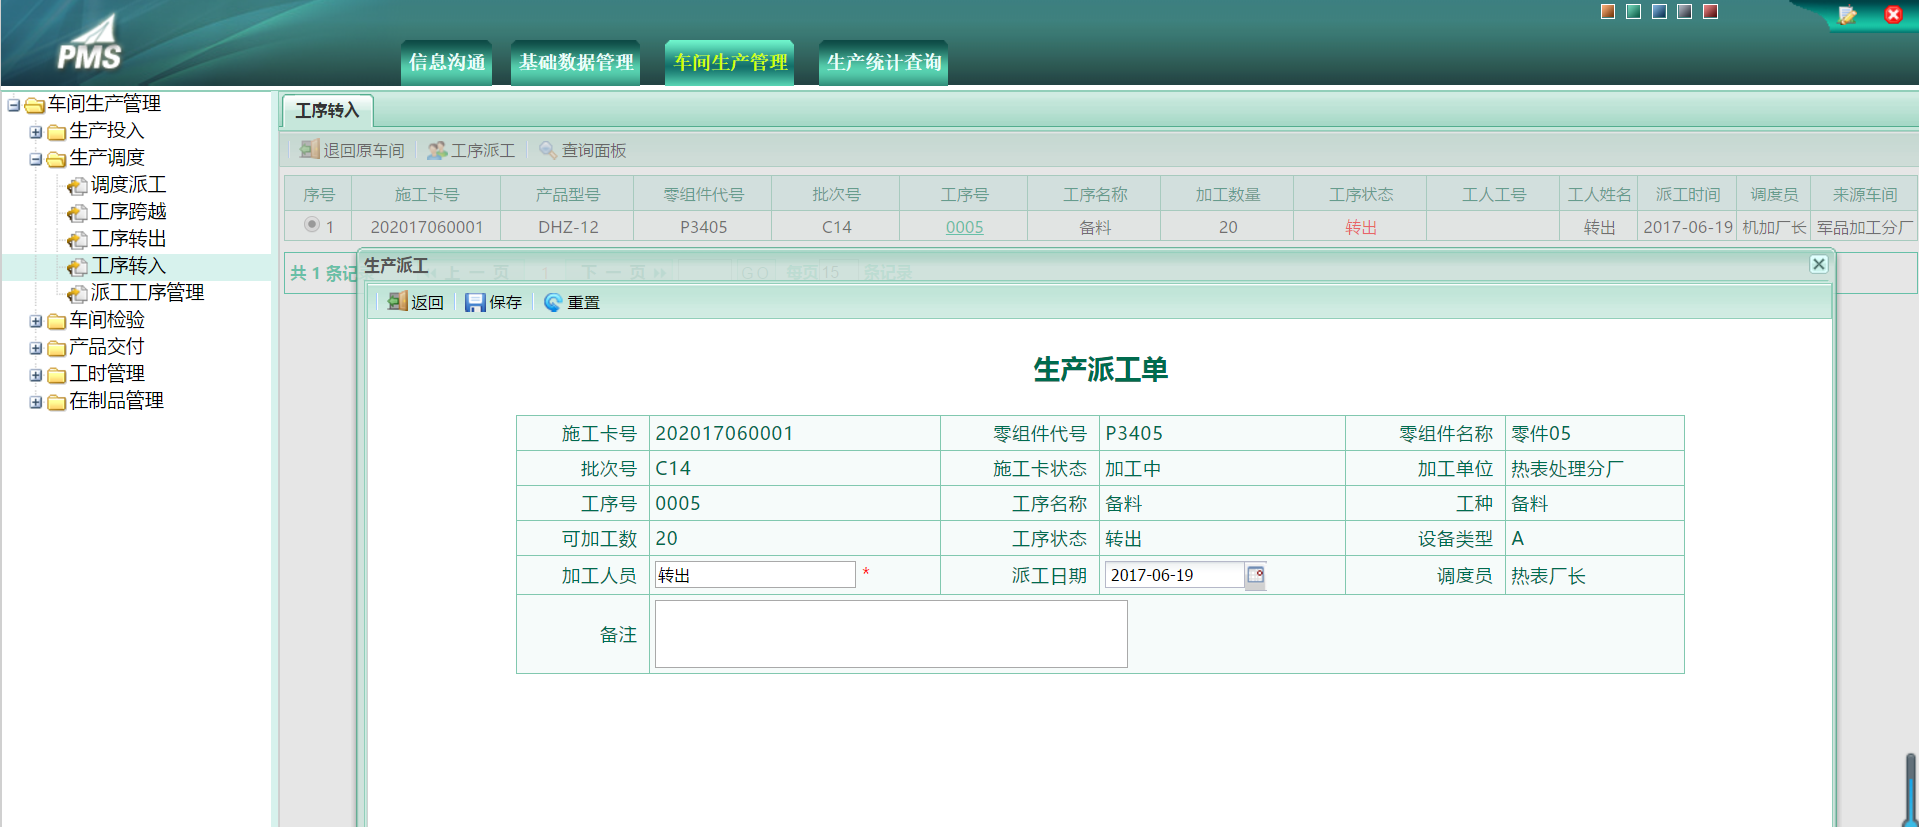 PMS
信息沟通 基础数据管理 车间生产管理 生产统计查询
车间生产管理
生产投入
生产调度
调度派工
工序跨越
工序转出
工序转入
派工工序管理
车间检验
产品交付
工时管理
在制品管理
工序转入
退回原车间 工序派工 查询面板
序号 施工卡号 产品型号 零组件代号 批次号 工序号 工序名称 加工数量 工序状态 工人工号 工人姓名 派工时间 调度员 来源车间
1 202017060001 DHZ-12 P3405 C14 0005 备料 20 转出 转出 2017-06-19 机加厂长 军品加工分厂
共 1 条记 上 一 页 1 下 一 页 GO 每页 15 条记录
生产派工
返回 保存 重置
生产派工单
施工卡号 202017060001 零组件代号 P3405 零组件名称 零件05
批次号 C14 施工卡状态 加工中 加工单位 热表处理分厂
工序号 0005 工序名称 备料 工种 备料
可加工数 20 工序状态 转出 设备类型 A
加工人员 转出 * 派工日期 2017-06-19 调度员 热表厂长
备注